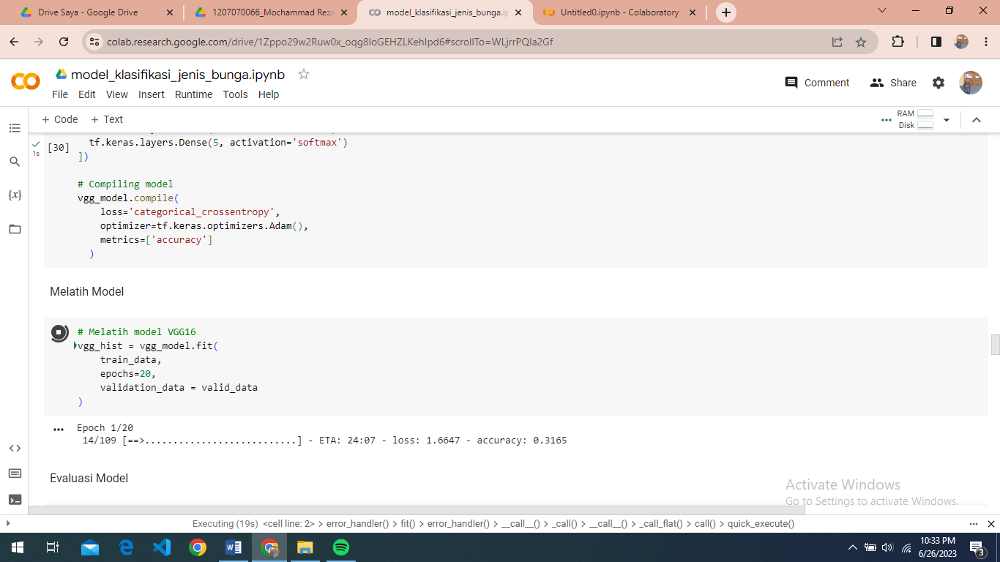 Drive Saya - Google Drive
1207070066_Mochammad Reza
model_klasifikasi_jenis_bunga.ip
Untitled0.ipynb - Colaboratory
colab.research.google.com/drive/1Zppo29w2Ruw0x_oqg8IoGEHZLKehIpd6#scrollTo=WLjrrPQIa2Gf
model_klasifikasi_jenis_bunga.ipynb
File Edit View Insert Runtime Tools Help
Comment
Share
+ Code + Text
RAM
Disk
1s
[30]
tf.keras.layers.Dense(5, activation='softmax')
])
# Compiling model
vgg_model.compile(
loss='categorical_crossentropy',
optimizer=tf.keras.optimizers.Adam(),
metrics=['accuracy']
)
Melatih Model
# Melatih model VGG16
vgg_hist = vgg_model.fit(
train_data,
epochs=20,
validation_data = valid_data
)
Epoch 1/20
14/109 [==>...........................] - ETA: 24:07 - loss: 1.6647 - accuracy: 0.3165
Evaluasi Model
Activate Windows
Go to Settings to activate Windows.
Executing (19s) <cell line: 2> > error_handler() > fit() > error_handler() > __call__() > _call() > __call__() > _call_flat() > call() > quick_execute()
10:33 PM
6/26/2023
3